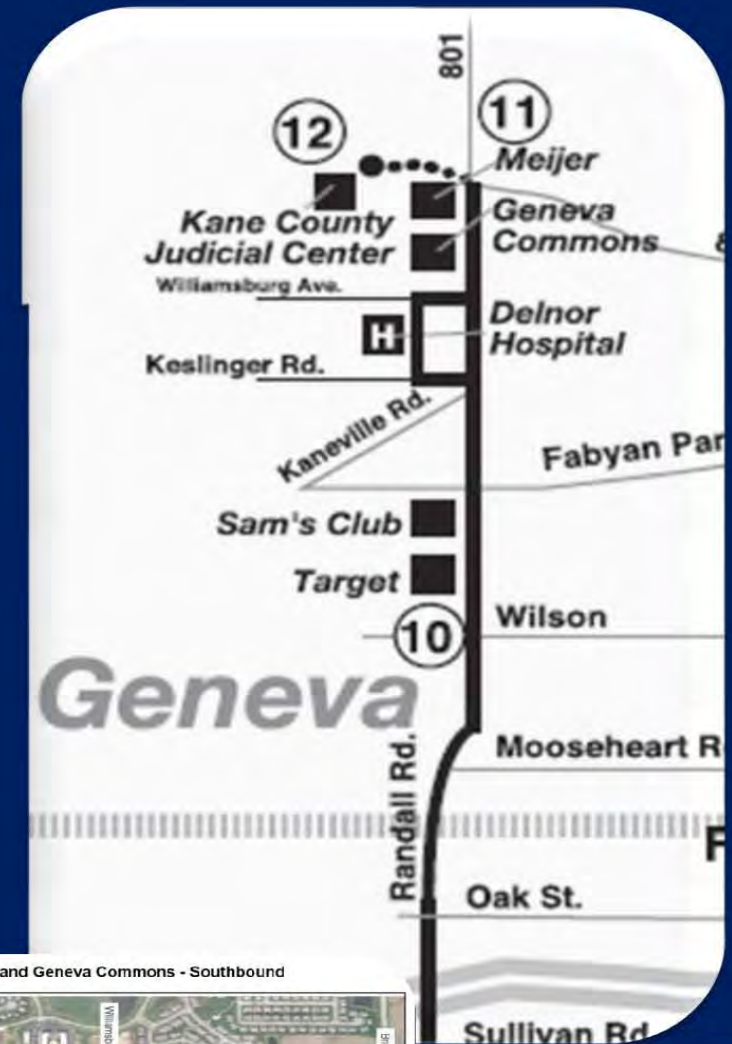 801
12
11
Meijer
Kane County
Judicial Center
Geneva
Commons
Williamsburg Ave.
H
Delnor
Hospital
Keslinger Rd.
Kaneville Rd.
Fabyan Par
Sam's Club
Target
10
Wilson
Geneva
Randall Rd.
Mooseheart R
Oak St.
and Geneva Commons - Southbound
Sullivan Rd